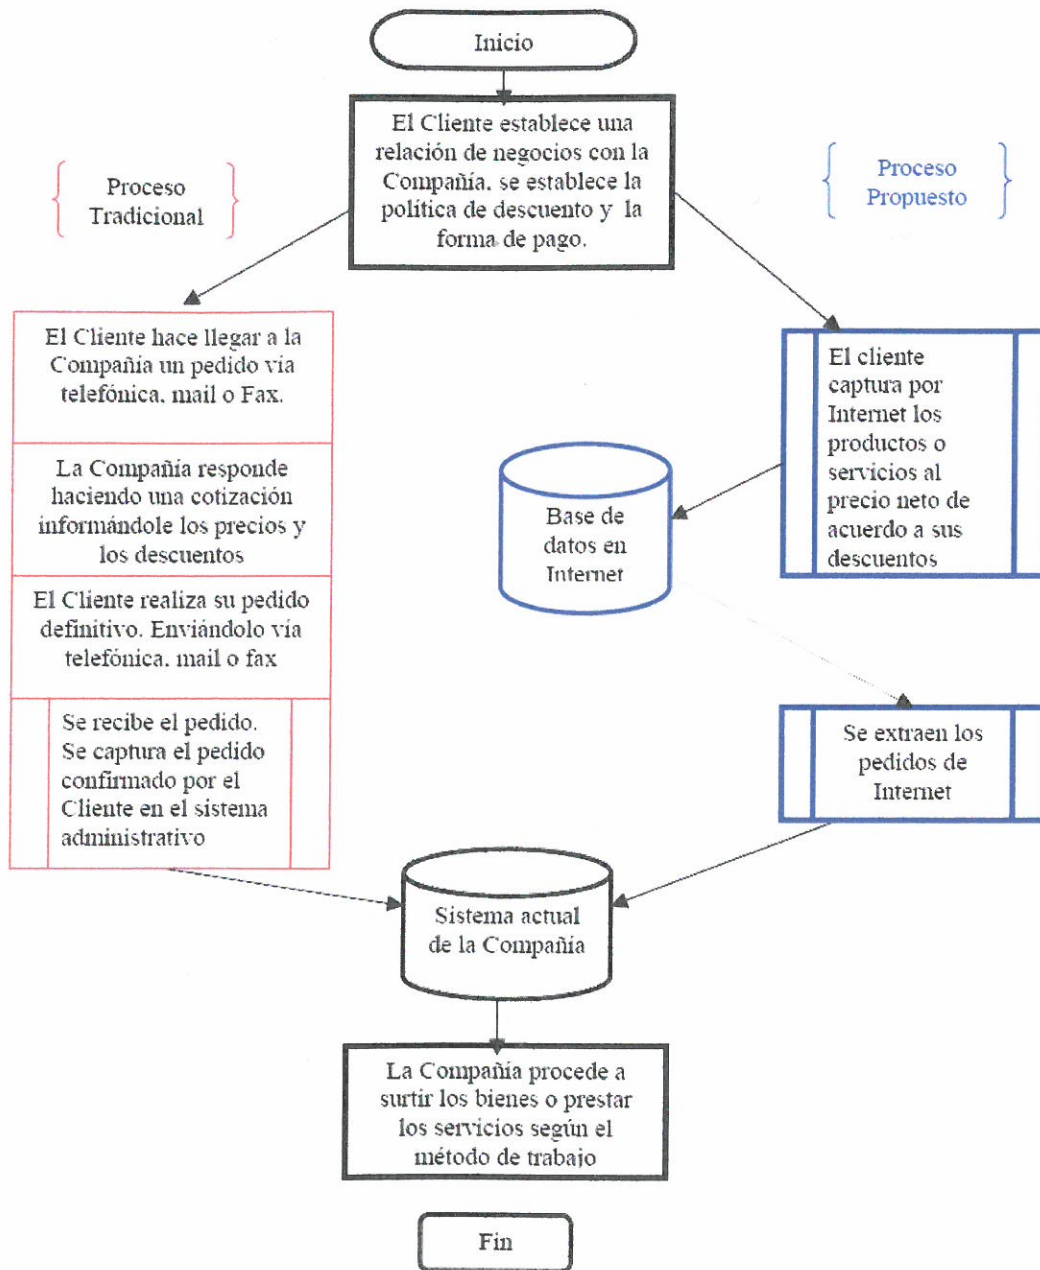 Inicio
El Cliente establece una
relación de negocios con la
Compañía. se establece la
política de descuento y la
forma de pago.
Proceso
Tradicional
Proceso
Propuesto
El Cliente hace llegar a la
Compañía un pedido vía
telefónica. mail o Fax.
La Compañía responde
haciendo una cotización
informándole los precios y
los descuentos
El Cliente realiza su pedido
definitivo. Enviándolo vía
telefónica. mail o fax
Se recibe el pedido.
Se captura el pedido
confirmado por el
Cliente en el sistema
administrativo
El cliente
captura por
Internet los
productos o
servicios al
precio neto de
acuerdo a sus
descuentos
Base de
datos en
Internet
Se extraen los
pedidos de
Internet
Sistema actual
de la Compañía
La Compañía procede a
surtir los bienes o prestar
los servicios según el
método de trabajo
Fin